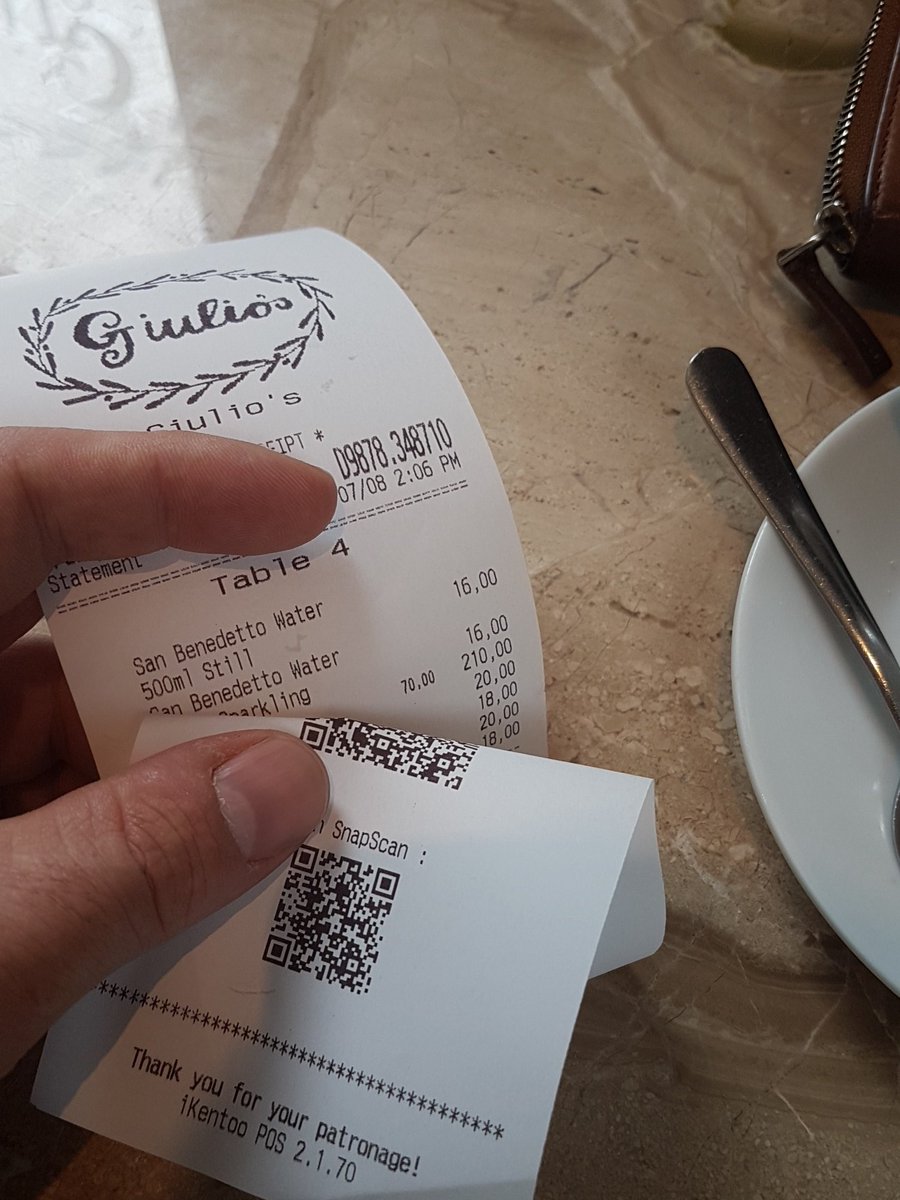 Giulio's
Giulio's
D9878.348710
07/08 2:06 PM
Statement
Table 4
San Benedetto Water 16,00
500ml Still
San Benedetto Water 16,00
70,00 210,00
20,00
18,00
20,00
18,00
SnapScan :
****************************************
Thank you for your patronage!
iKentoo POS 2.1.70